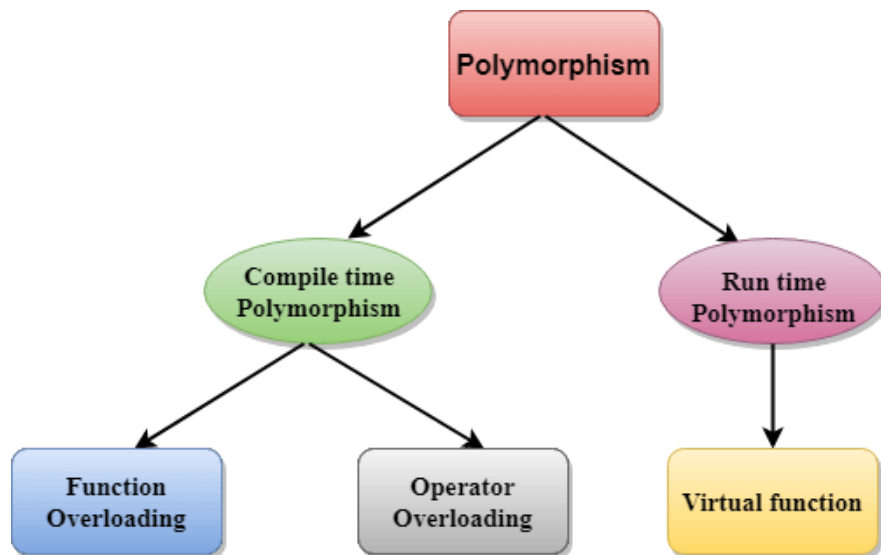 Polymorphism
Compile time
Polymorphism
Run time
Polymorphism
Function
Overloading
Operator
Overloading
Virtual function